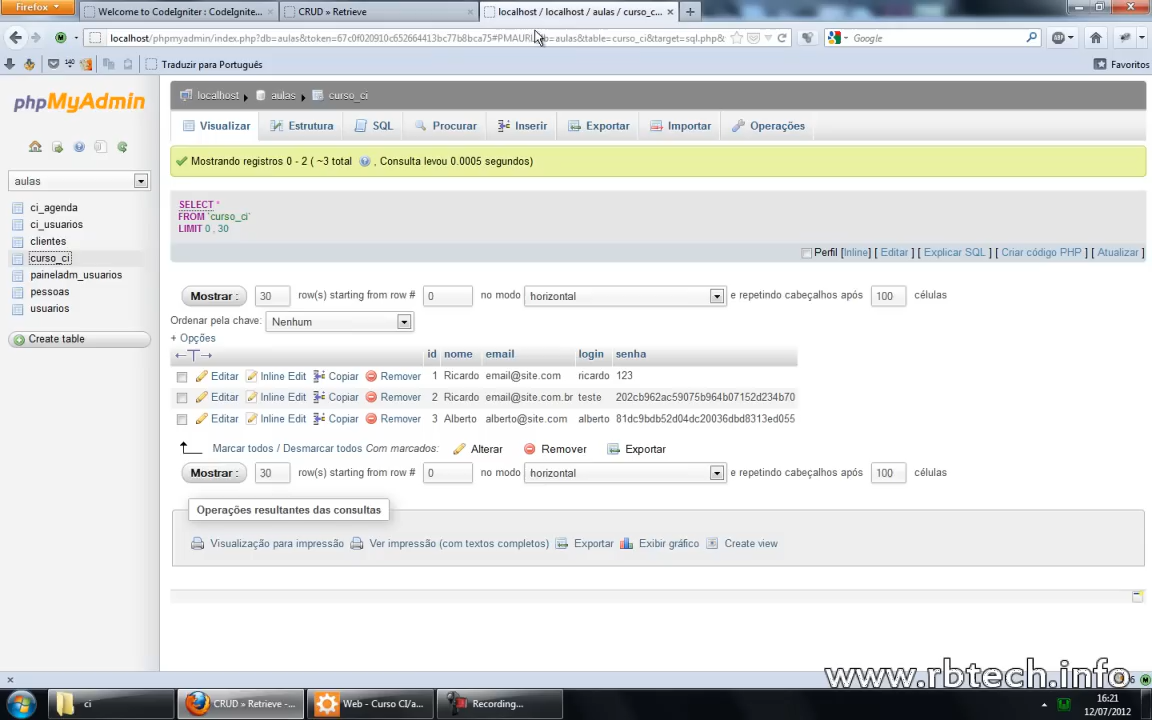 Firefox
Welcome to CodeIgniter : CodeIgnite...
CRUD » Retrieve
localhost / localhost / aulas / curso_c...
localhost/phpmyadmin/index.php?db=aulas&token=67c0f020910c652664413bc77b8bca75#PMAURL
b=aulas&table=curso_ci&target=sql.php&
Google
Traduzir para Português
Favoritos
phpMyAdmin
localhost
aulas
curso_ci
Visualizar
Estrutura
SQL
Procurar
Inserir
Exportar
Importar
Operações
aulas
Mostrando registros 0 - 2 ( ~3 total , Consulta levou 0.0005 segundos)
ci_agenda
ci_usuarios
clientes
curso_ci
paineladm_usuarios
pessoas
usuarios
Create table
SELECT *
FROM `curso_ci`
LIMIT 0 , 30
Perfil [Inline] [ Editar ] [ Explicar SQL ] [ Criar código PHP ] [ Atualizar ]
Mostrar : 30 row(s) starting from row # 0 no modo horizontal e repetindo cabeçalhos após 100 células
Ordenar pela chave: Nenhum
+ Opções
←T→ id nome email login senha
Editar Inline Edit Copiar Remover 1 Ricardo email@site.com ricardo 123
Editar Inline Edit Copiar Remover 2 Ricardo email@site.com.br teste 202cb962ac59075b964b07152d234b70
Editar Inline Edit Copiar Remover 3 Alberto alberto@site.com alberto 81dc9bdb52d04dc20036dbd8313ed055
Marcar todos / Desmarcar todos Com marcados: Alterar Remover Exportar
Mostrar : 30 row(s) starting from row # 0 no modo horizontal e repetindo cabeçalhos após 100 células
Operações resultantes das consultas
Visualização para impressão Ver impressão (com textos completos) Exportar Exibir gráfico Create view
www.rbtech.info
ci
CRUD » Retrieve -...
Web - Curso CI/a...
Recording...
16:21
12/07/2012